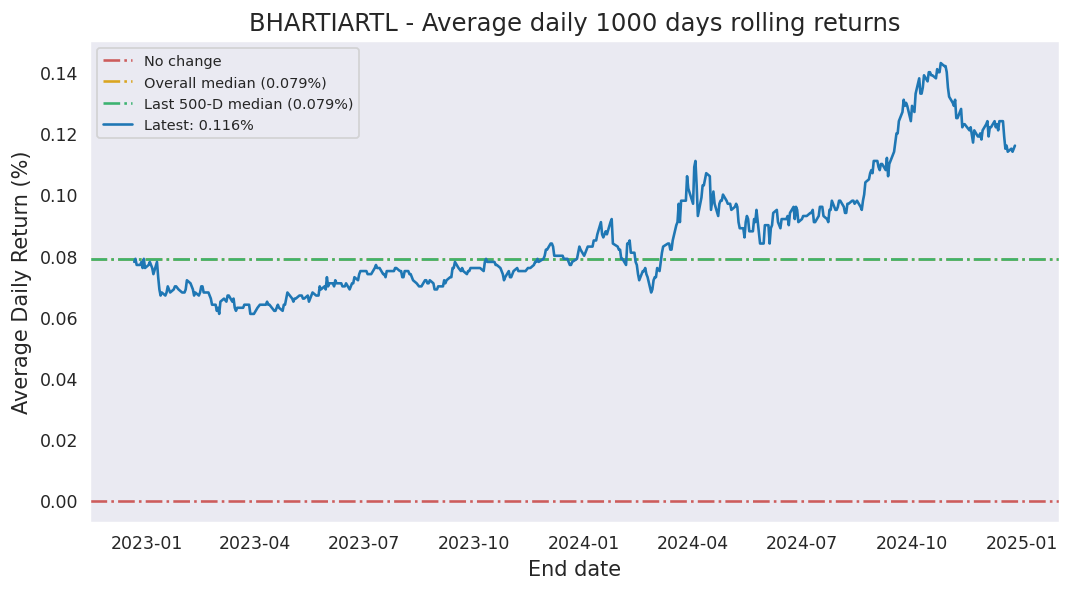 BHARTIARTL - Average daily 1000 days rolling returns
No change
Overall median (0.079%)
Last 500-D median (0.079%)
Latest: 0.116%
Average Daily Return (%)
0.14
0.12
0.10
0.08
0.06
0.04
0.02
0.00
2023-01 2023-04 2023-07 2023-10 2024-01 2024-04 2024-07 2024-10 2025-01
End date